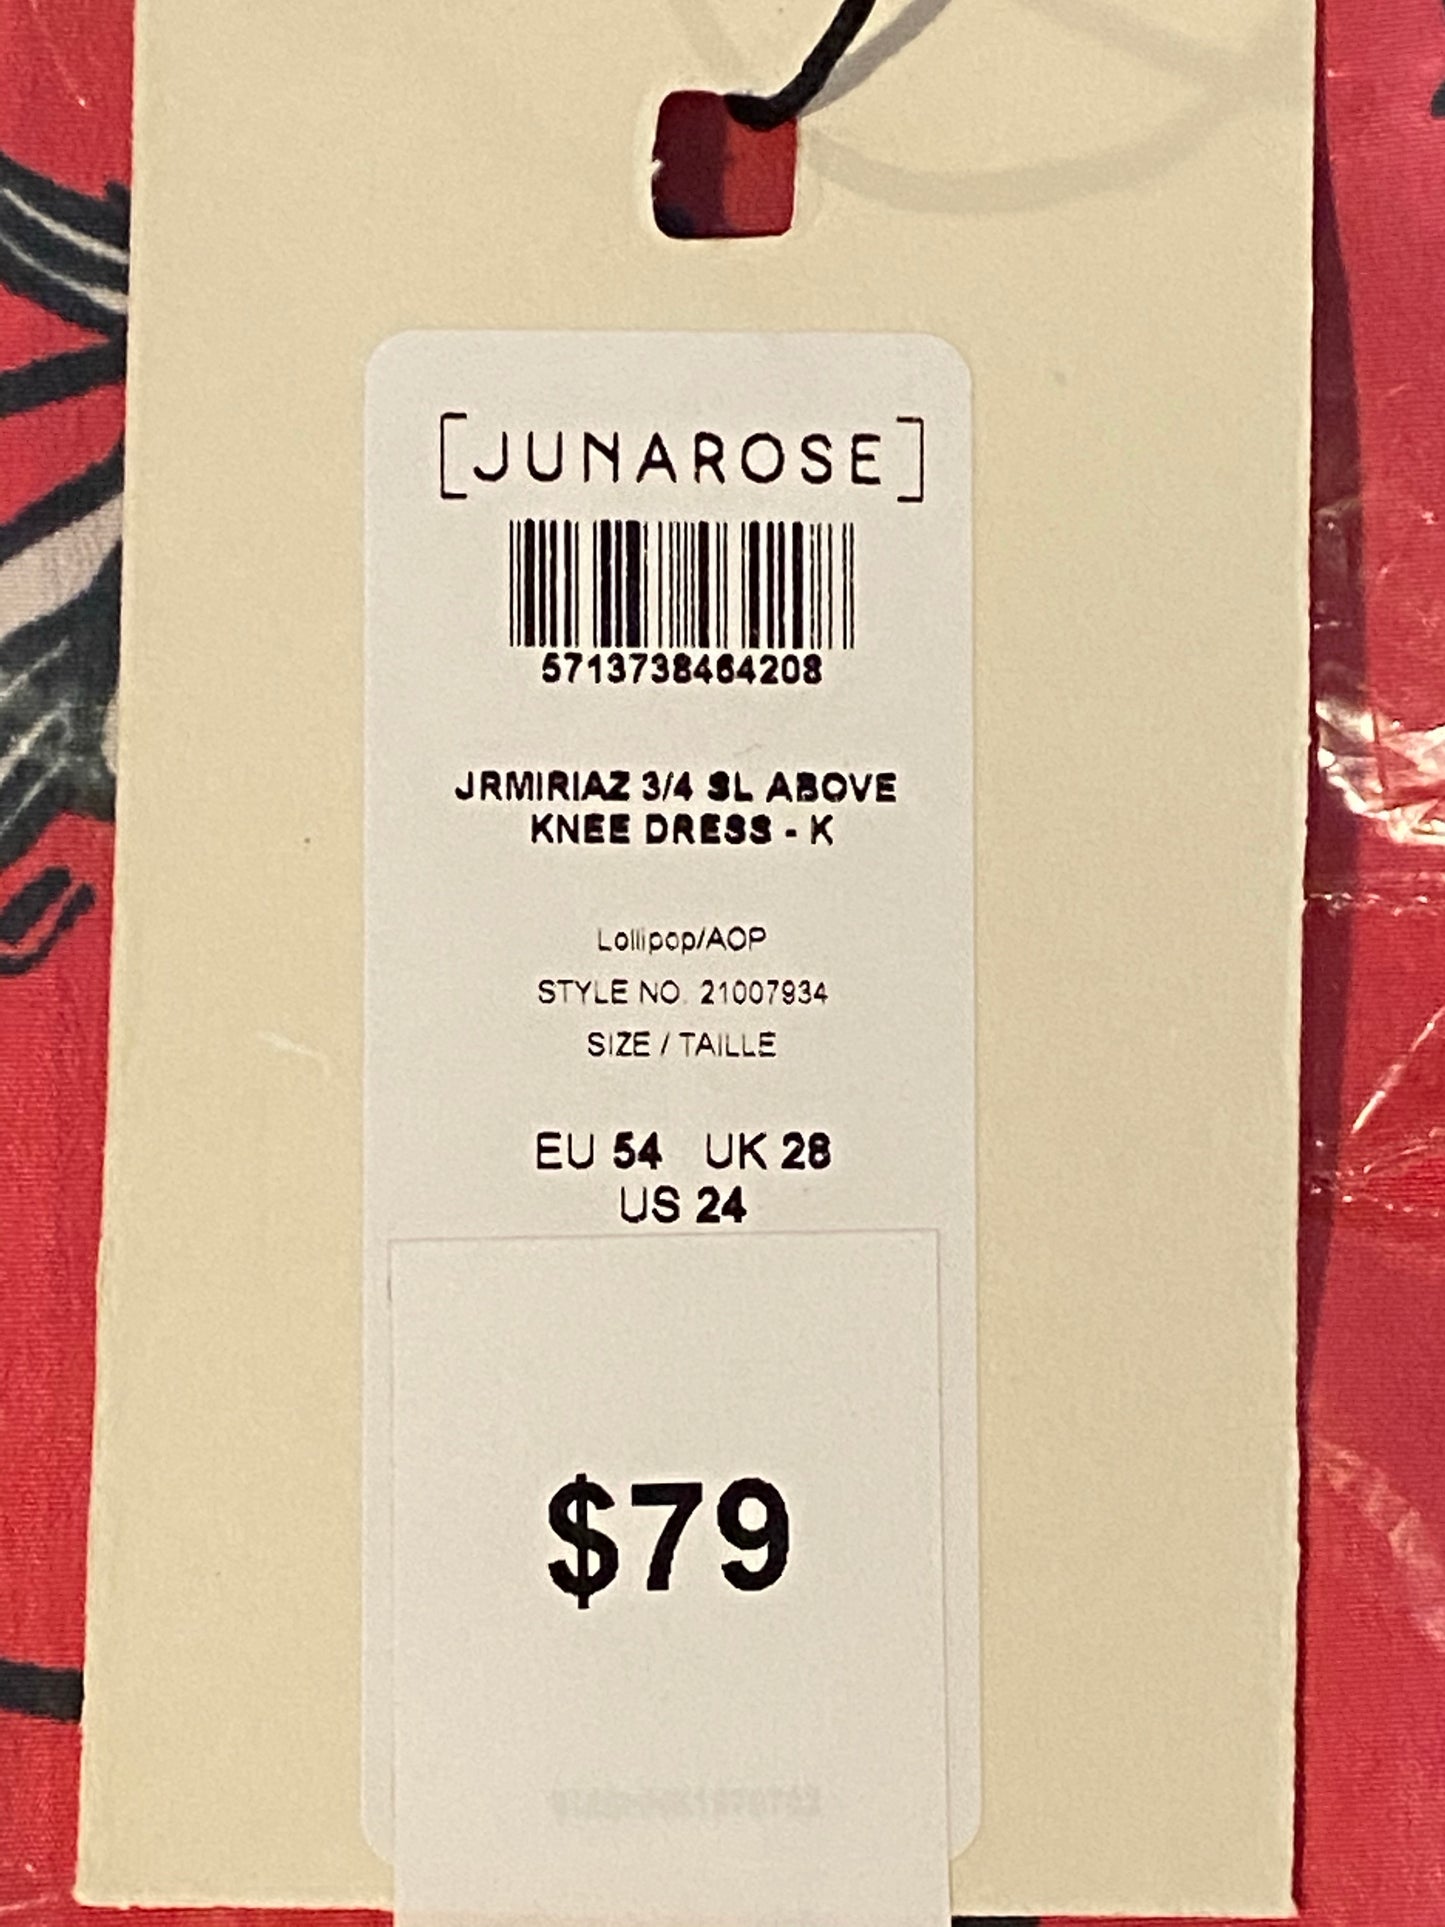 [JUNAROSE]
5713738464208
JRMIRIAZ 3/4 SL ABOVE
KNEE DRESS - K
Lollipop/AOP
STYLE NO. 21007934
SIZE / TAILLE
EU 54 UK 28
US 24
$79